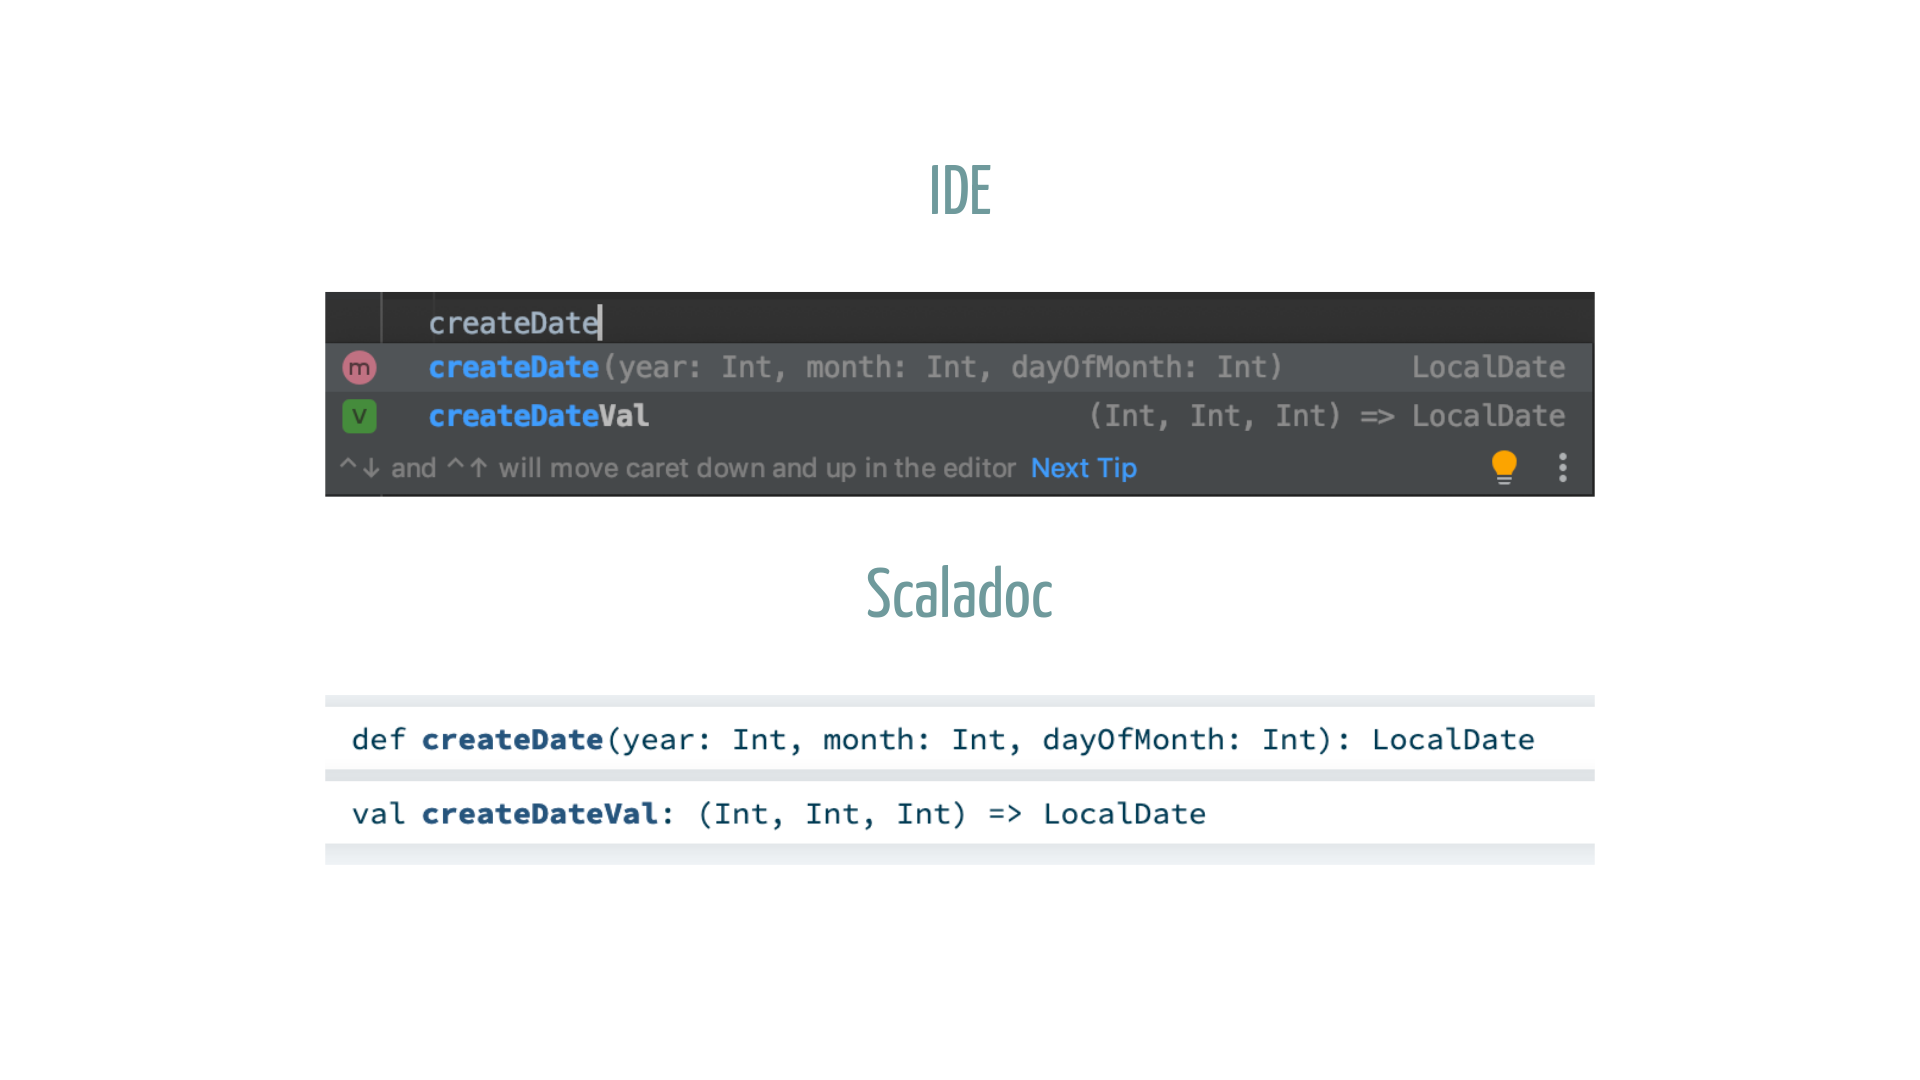 IDE
createDate
m createDate(year: Int, month: Int, dayOfMonth: Int) LocalDate
v createDateVal (Int, Int, Int) => LocalDate
^↓ and ^↑ will move caret down and up in the editor Next Tip
Scaladoc
def createDate(year: Int, month: Int, dayOfMonth: Int): LocalDate
val createDateVal: (Int, Int, Int) => LocalDate